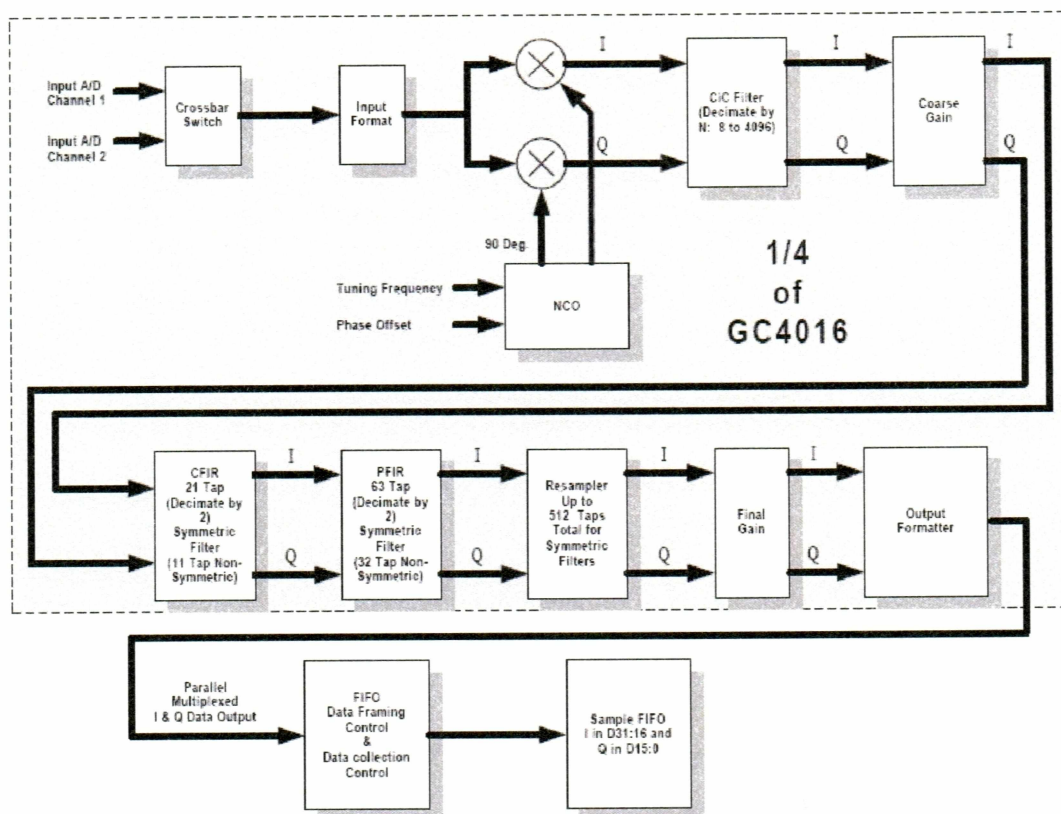 Input A/D
Channel 1
Input A/D
Channel 2
Crossbar
Switch
Input
Format
I
Q
CIC Filter
(Decimate by
N: 8 to 4096)
I
Q
Coarse
Gain
I
Q
90 Deg.
Tuning Frequency
Phase Offset
NCO
1/4
of
GC4016
CFIR
21 Tap
(Decimate by
2)
Symmetric
Filter
(11 Tap Non-
Symmetric)
I
Q
PFIR
63 Tap
(Decimate by
2)
Symmetric
Filter
(32 Tap Non-
Symmetric)
I
Q
Resampler
Up to
512 Taps
Total for
Symmetric
Filters
I
Q
Final
Gain
I
Q
Output
Formatter
Parallel
Multiplexed
I & Q Data Output
FIFO
Data Framing
Control
&
Data collection
Control
Sample FIFO
I in D31:16 and
Q in D15:0